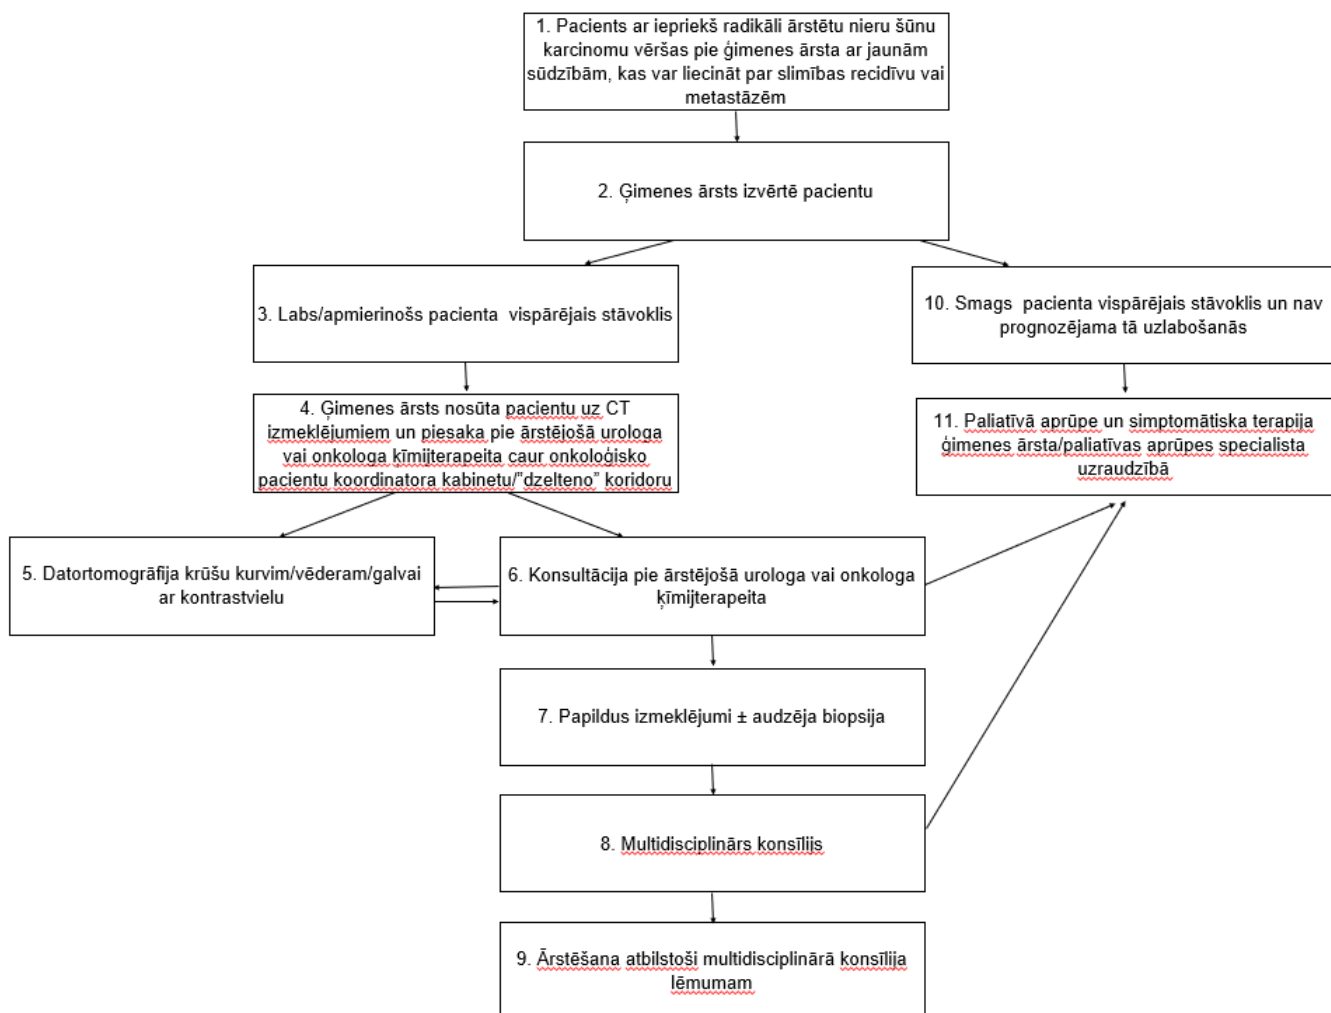 1. Pacients ar iepriekš radikāli ārstētu nieru šūnu
karcinomu vēršas pie ģimenes ārsta ar jaunām
sūdzībām, kas var liecināt par slimības recidīvu vai
metastāzēm
2. Ģimenes ārsts izvērtē pacientu
3. Labs/apmierinošs pacienta  vispārējais stāvoklis
10. Smags  pacienta vispārējais stāvoklis un nav
prognozējama tā uzlabošanās
4. Ģimenes ārsts nosūta pacientu uz CT
izmeklējumiem un piesaka pie ārstējošā urologa
vai onkologa ķīmijterapeita caur onkoloģisko
pacientu koordinatora kabinetu/”dzelteno” koridoru
11. Paliatīvā aprūpe un simptomātiska terapija
ģimenes ārsta/paliatīvas aprūpes specialista
uzraudzībā
5. Datortomogrāfija krūšu kurvim/vēderam/galvai
ar kontrastvielu
6. Konsultācija pie ārstējošā urologa vai onkologa
ķīmijterapeita
7. Papildus izmeklējumi ± audzēja biopsija
8. Multidisciplinārs konsīlijs
9. Ārstēšana atbilstoši multidisciplinārā konsīlija
lēmumam